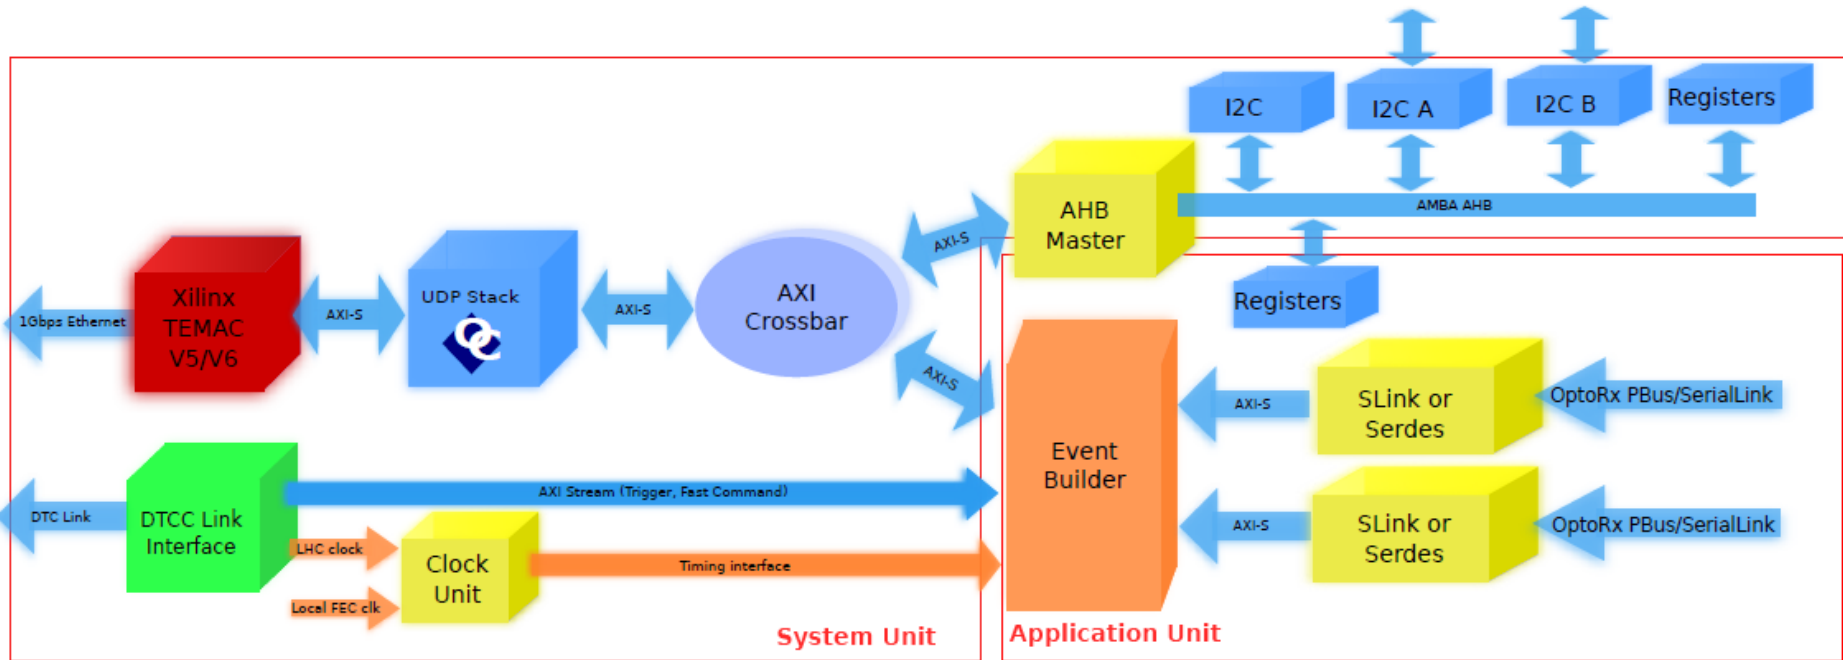 I2C
I2C A
I2C B
Registers
AHB
Master
AMBA AHB
AXI-S
Xilinx
TEMAC
V5/V6
1Gbps Ethernet
AXI-S
UDP Stack
OC
AXI-S
AXI
Crossbar
AXI-S
Registers
Event
Builder
AXI-S
SLink or
Serdes
OptoRx PBus/SerialLink
AXI-S
SLink or
Serdes
OptoRx PBus/SerialLink
DTC Link
DTCC Link
Interface
AXI Stream (Trigger, Fast Command)
LHC clock
Local FEC clk
Clock
Unit
Timing interface
System Unit
Application Unit